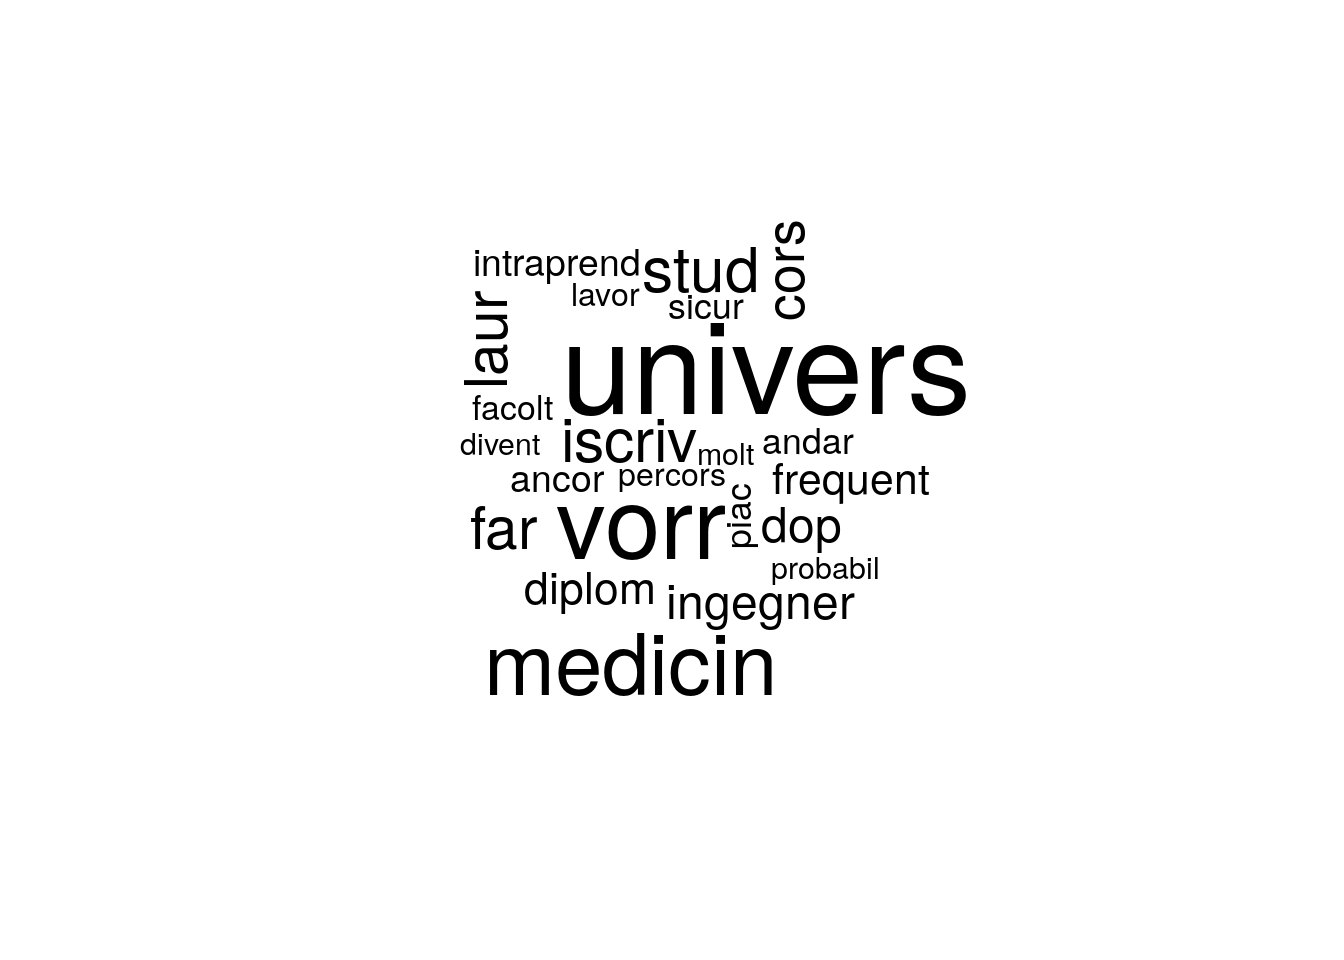 cors
intraprend stud
lavor sicur
laur
univers
facolt
iscriv andar
divent molt
ancor percors frequent
piac
far vorr dop
probabil
diplom ingegner
medicin